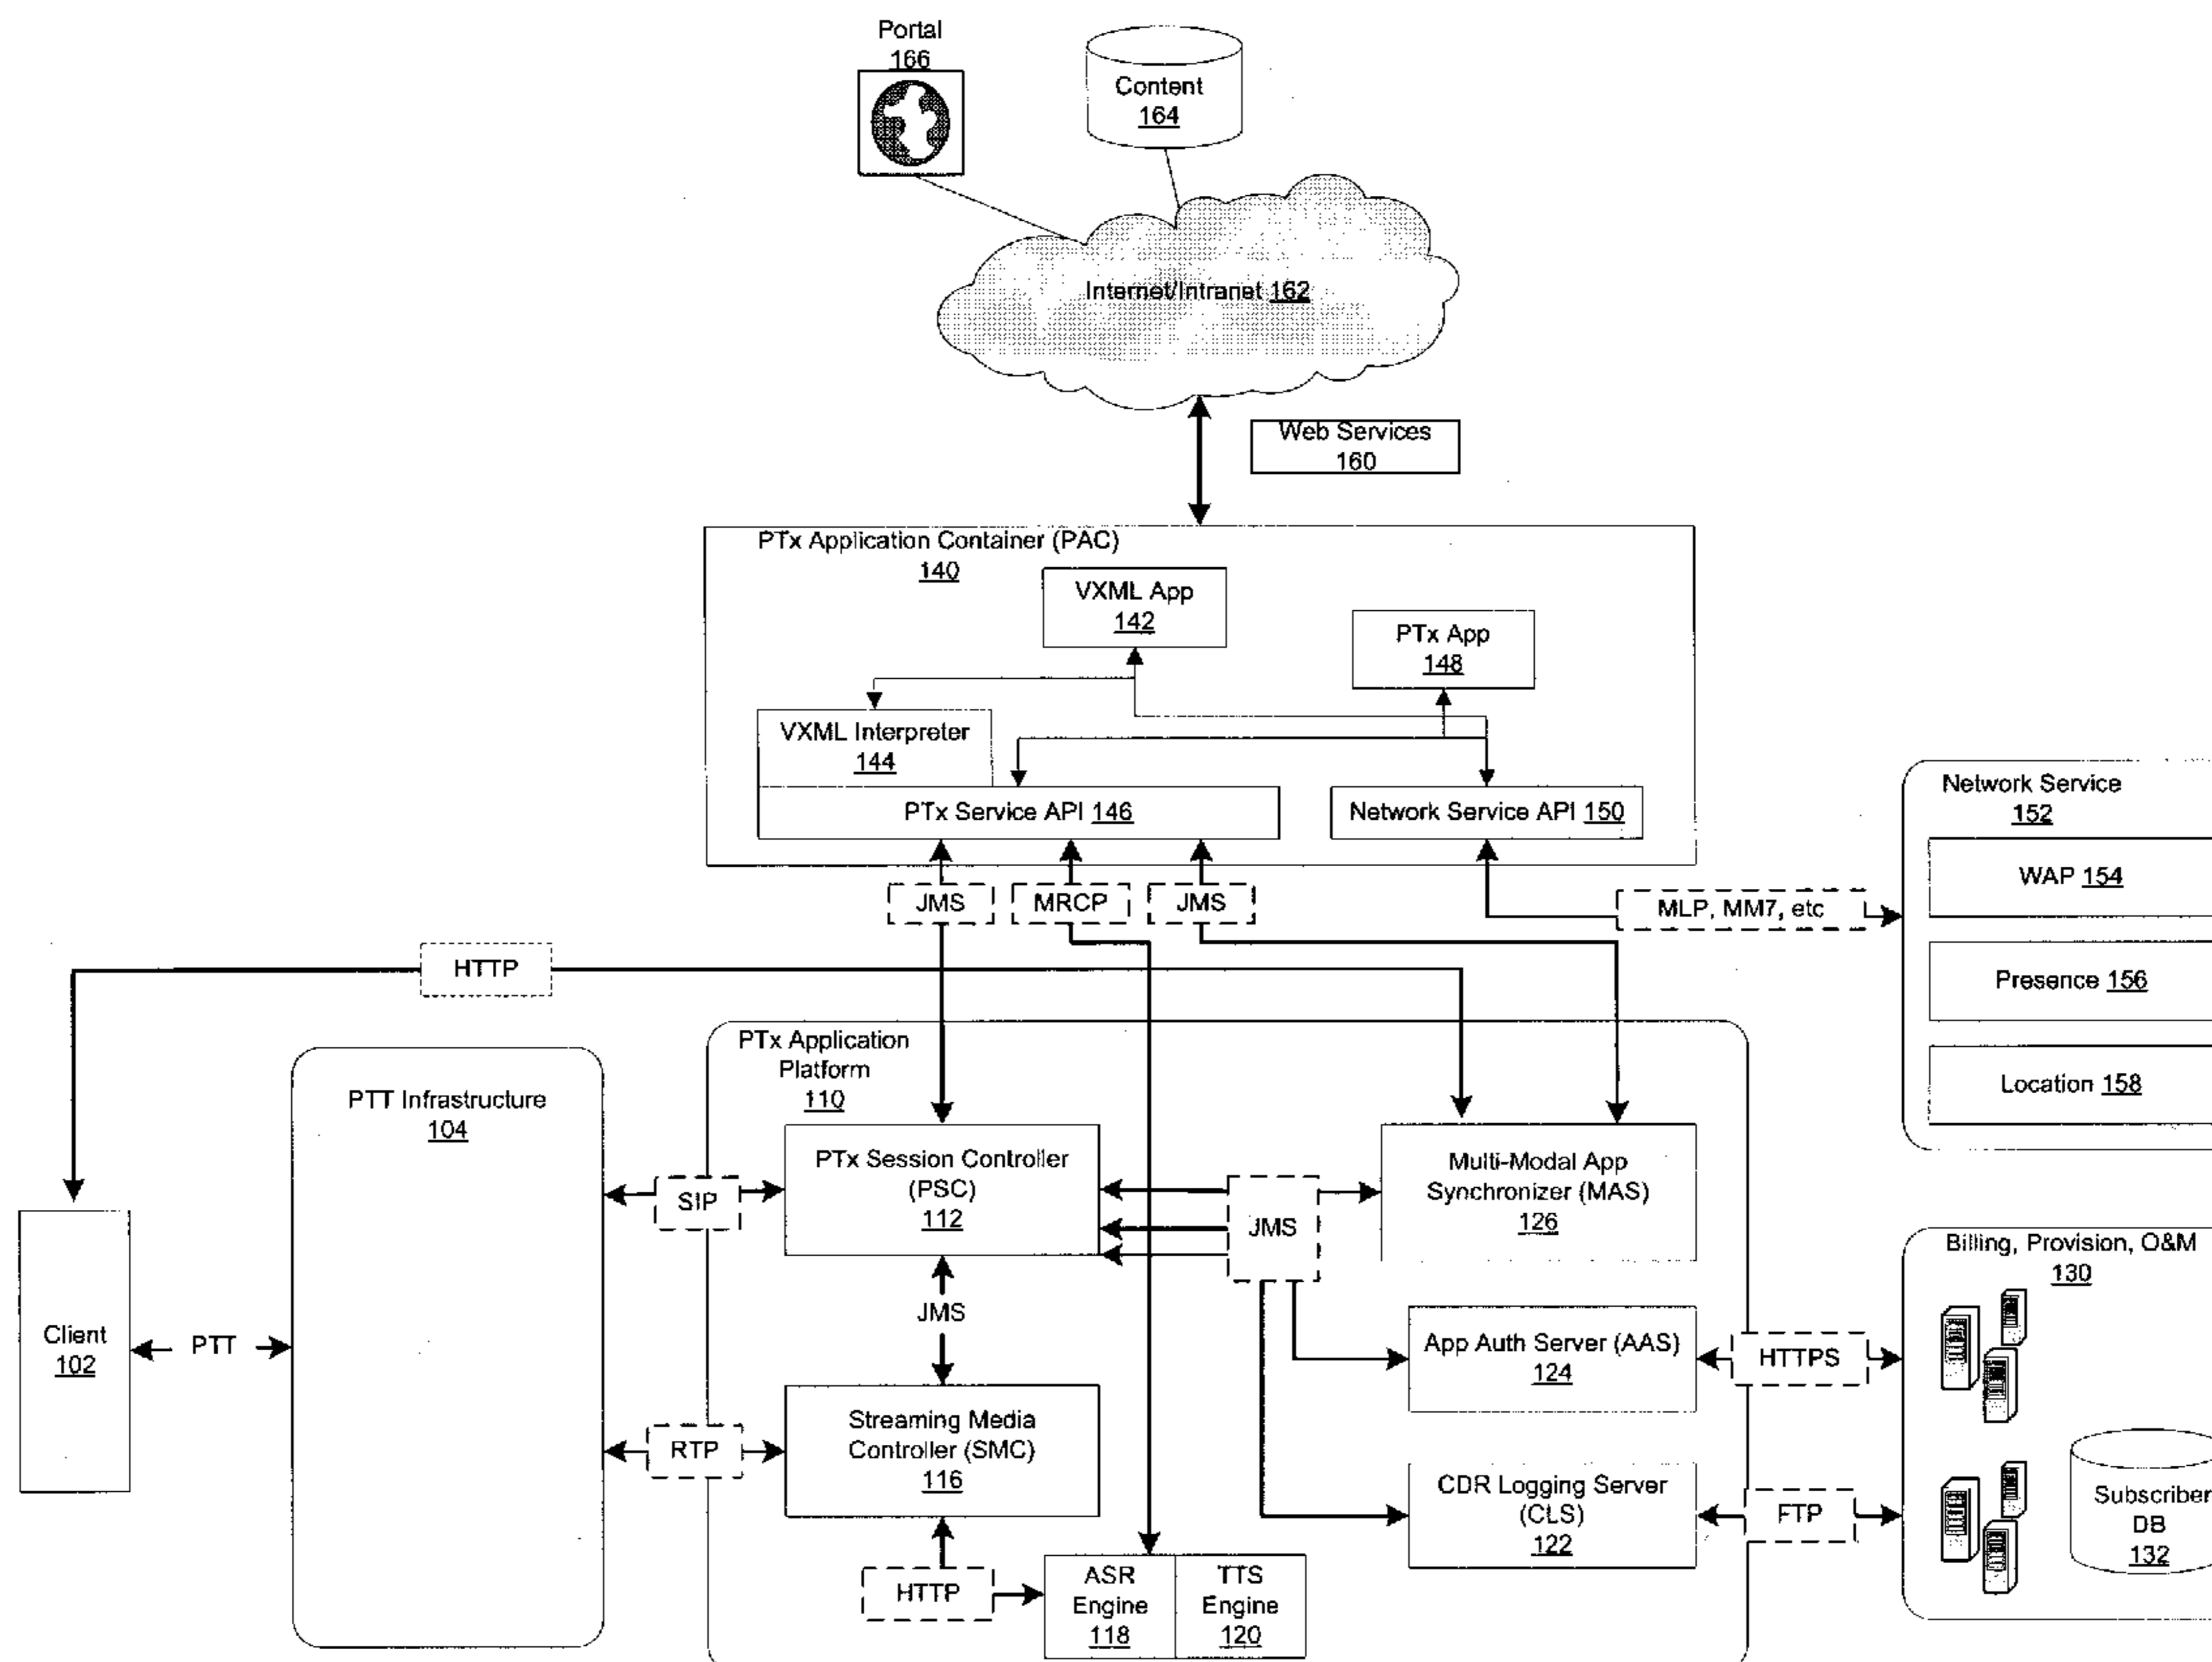 Portal
166
Content
164
Internet/Intranet 162
Web Services
160
PTx Application Container (PAC)
140
VXML App
142
PTx App
148
VXML Interpreter
144
PTx Service API 146
Network Service API 150
Network Service
152
WAP 154
Presence 156
Location 158
JMS
MRCP
JMS
MLP, MM7, etc
HTTP
PTx Application
Platform
110
PTT Infrastructure
104
SIP
PTx Session Controller
(PSC)
112
JMS
Multi-Modal App
Synchronizer (MAS)
126
Billing, Provision, O&M
130
Client
102
PTT
JMS
App Auth Server (AAS)
124
HTTPS
RTP
Streaming Media
Controller (SMC)
116
CDR Logging Server
(CLS)
122
FTP
Subscriber
DB
132
HTTP
ASR
Engine
118
TTS
Engine
120